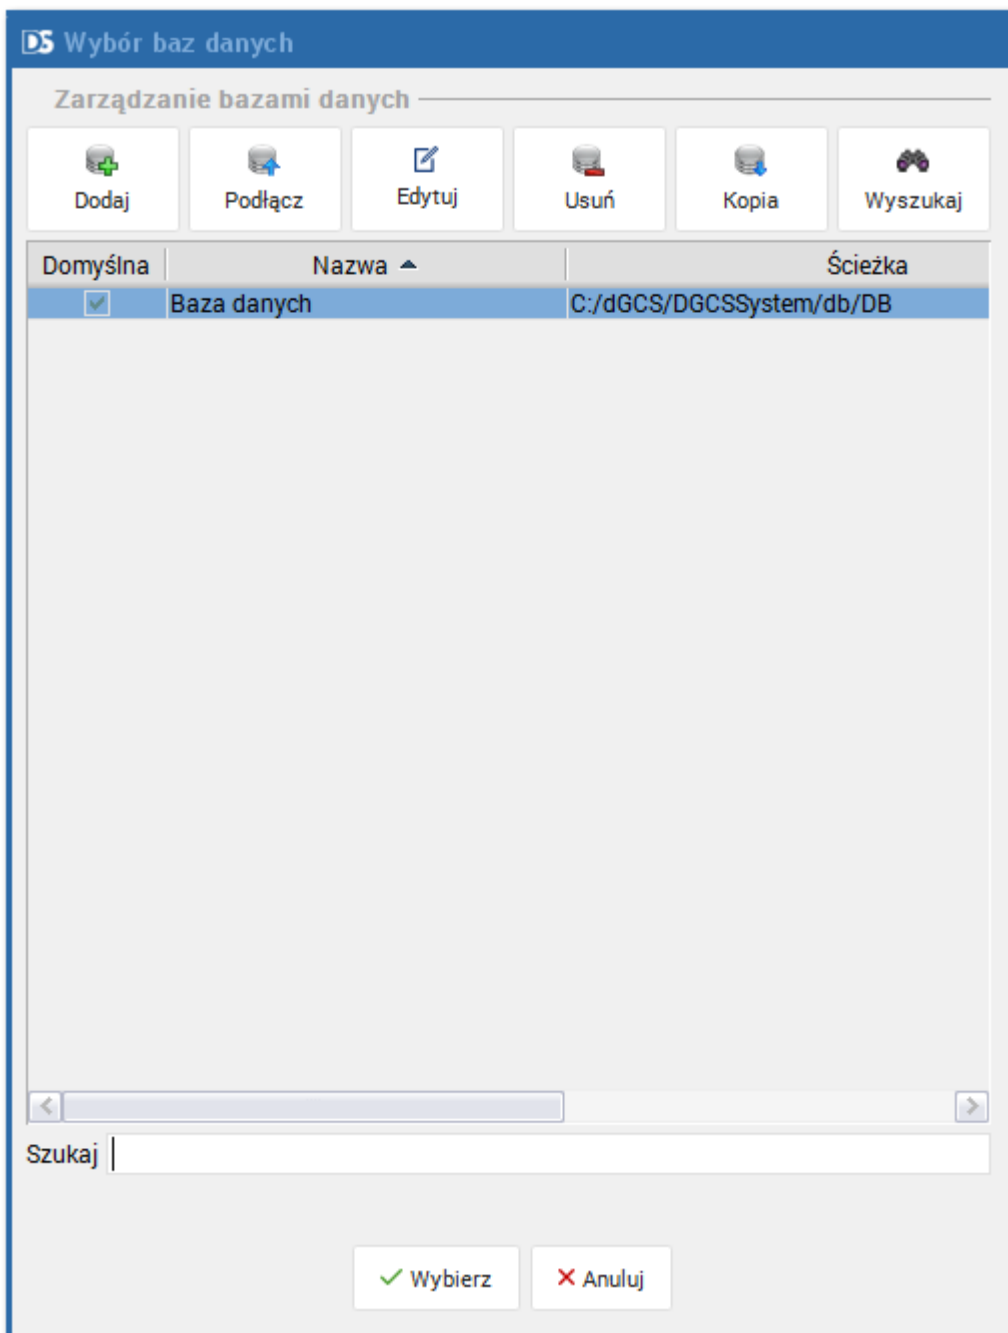 DS Wybór baz danych
Zarządzanie bazami danych
Dodaj Podłącz Edytuj Usuń Kopia Wyszukaj
Domyślna Nazwa Ścieżka
Baza danych C:/dGCS/DGCSSystem/db/DB
Szukaj
Wybierz Anuluj